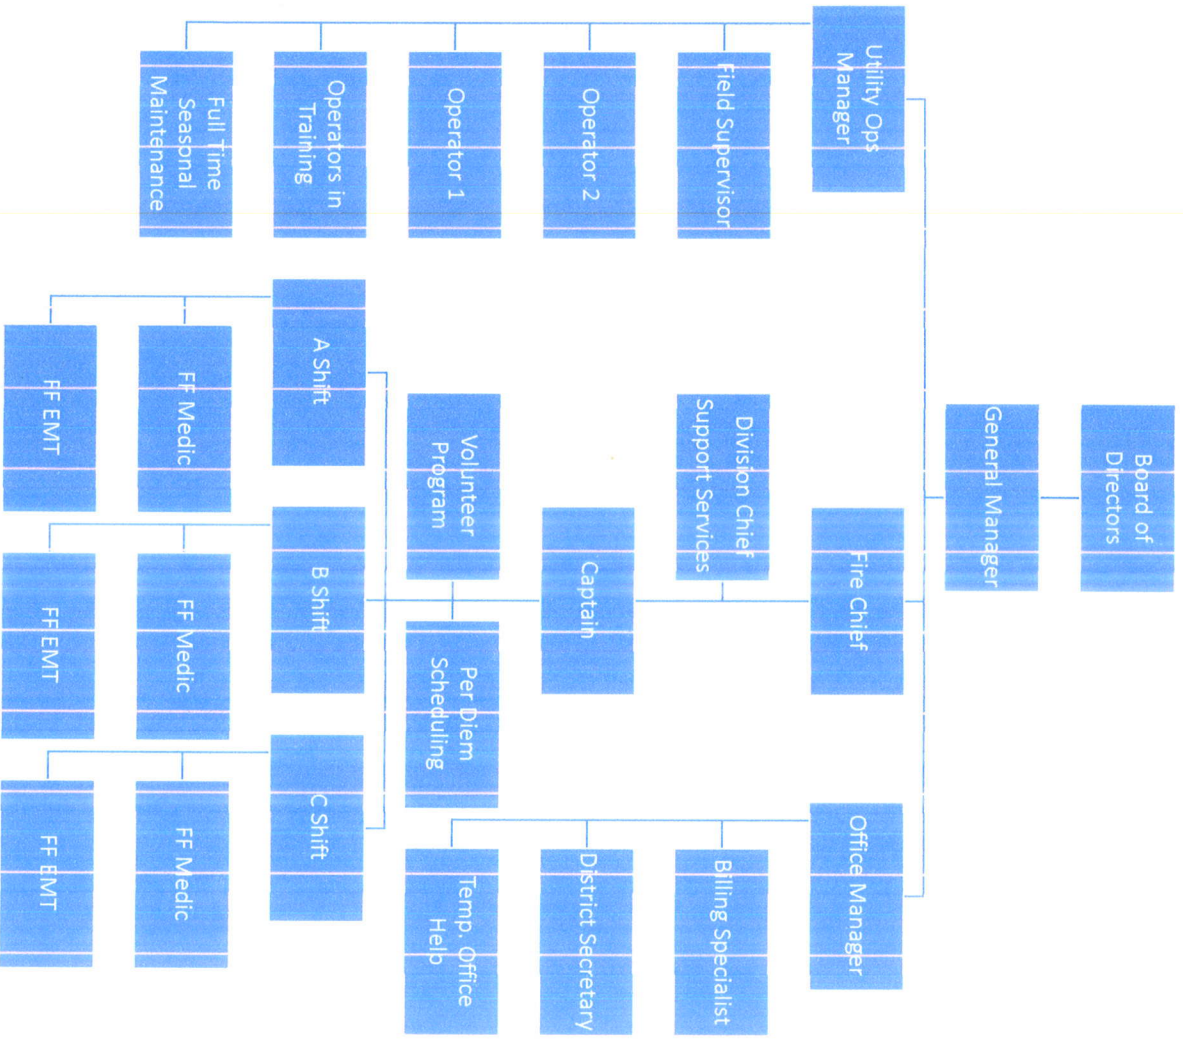 Board of
Directors
General Manager
Utility Ops
Manager
Fire Chief
Office Manager
Field Supervisor
Operator 2
Operator 1
Operators in
Training
Full Time
Seasonal
Maintenance
Division Chief
Support Services
Captain
Volunteer
Program
Per Diem
Scheduling
A Shift
FF Medic
FF EMT
B Shift
FF Medic
FF EMT
C Shift
FF Medic
FF EMT
Billing Specialist
District Secretary
Temp. Office
Help